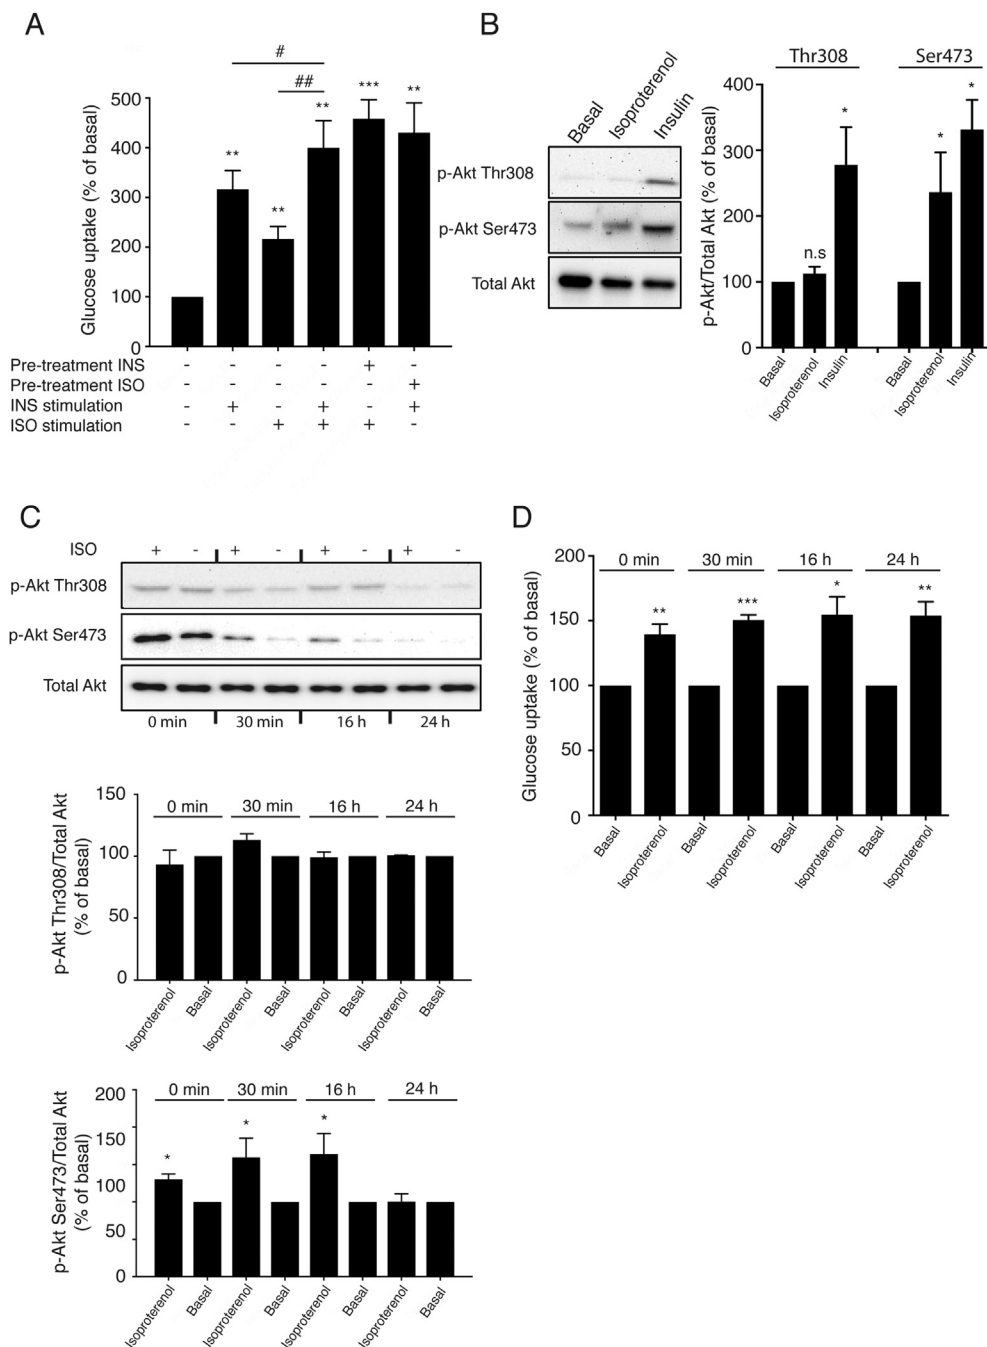 A
#
##
** ** ** *** **
500
400
300
200
100
0
Glucose uptake (% of basal)
Pre-treatment INS - - - - + -
Pre-treatment ISO - - - - - +
INS stimulation - + - + - +
ISO stimulation - - + + + -
B
Basal
Isoproterenol
Insulin
p-Akt Thr308
p-Akt Ser473
Total Akt
Thr308 Ser473
400
300
200
100
0
p-Akt/Total Akt (% of basal)
n.s * * *
Basal
Isoproterenol
Insulin
Basal
Isoproterenol
Insulin
C
ISO + - + - + - + -
p-Akt Thr308
p-Akt Ser473
Total Akt
0 min 30 min 16 h 24 h
150
100
50
0
p-Akt Thr308/Total Akt
(% of basal)
0 min 30 min 16 h 24 h
Isoproterenol
Basal
Isoproterenol
Basal
Isoproterenol
Basal
Isoproterenol
Basal
200
150
100
50
0
p-Akt Ser473/Total Akt
(% of basal)
0 min 30 min 16 h 24 h
* * *
Isoproterenol
Basal
Isoproterenol
Basal
Isoproterenol
Basal
Isoproterenol
Basal
D
200
150
100
50
0
Glucose uptake (% of basal)
0 min 30 min 16 h 24 h
** *** * **
Basal
Isoproterenol
Basal
Isoproterenol
Basal
Isoproterenol
Basal
Isoproterenol